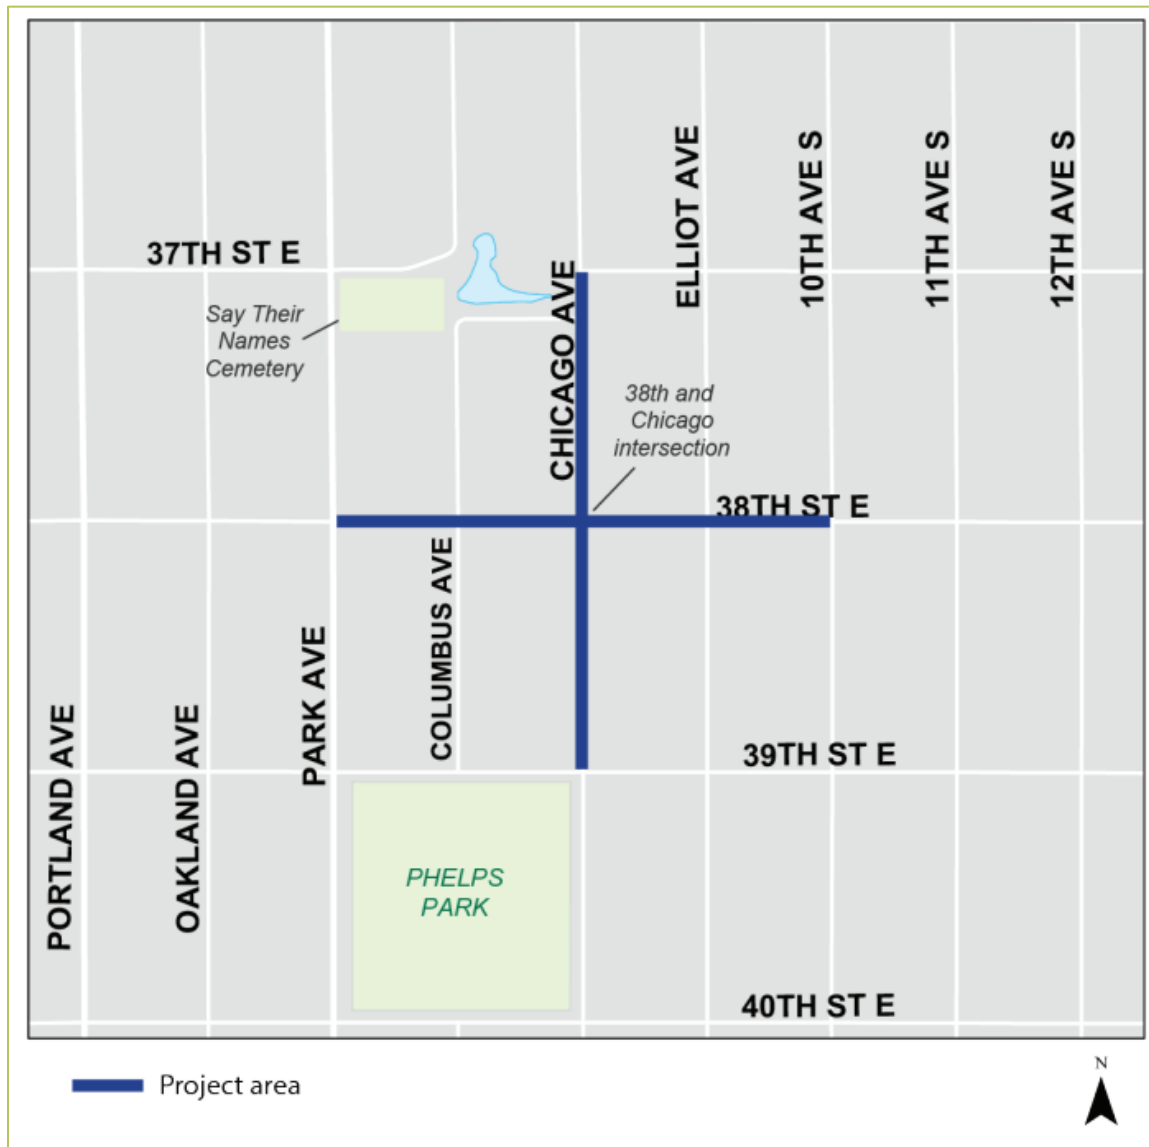 ELLIOT AVE
10TH AVE S
11TH AVE S
12TH AVE S
37TH ST E
Say Their
Names
Cemetery
CHICAGO AVE
38th and
Chicago
intersection
38TH ST E
COLUMBUS AVE
PARK AVE
PORTLAND AVE
OAKLAND AVE
39TH ST E
PHELPS
PARK
40TH ST E
Project area
N